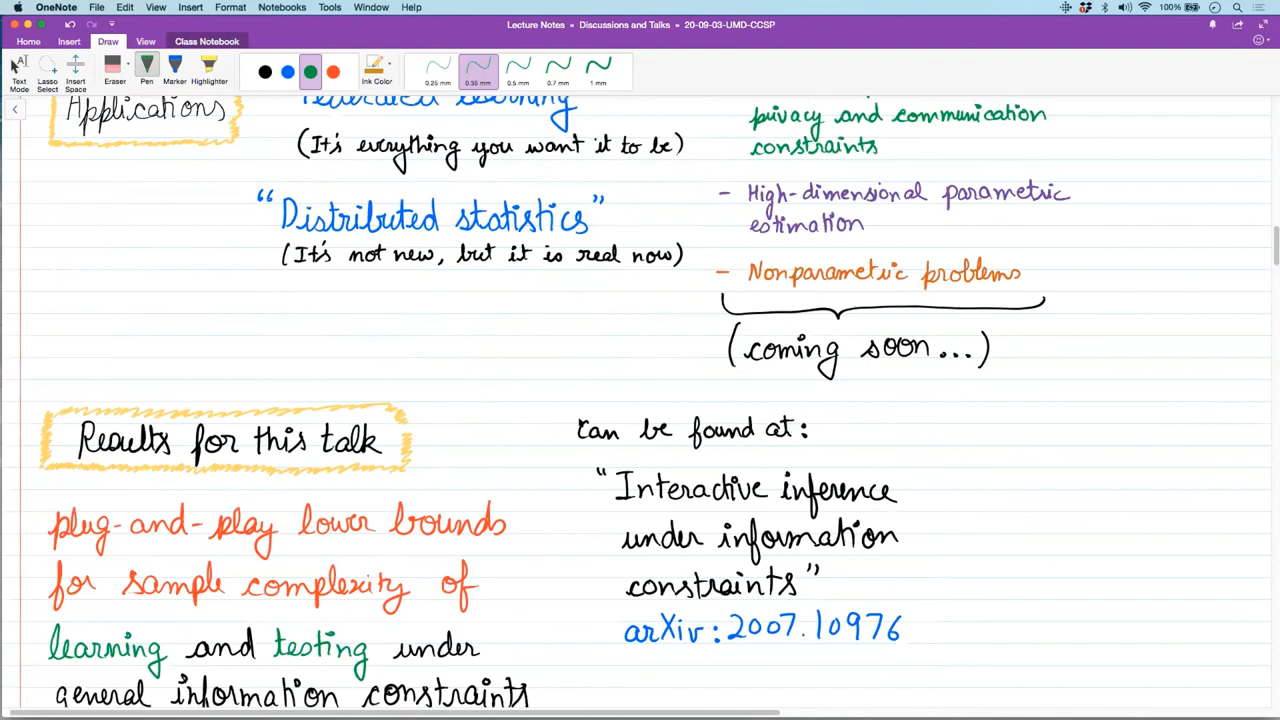 OneNote File Edit View Insert Format Notebooks Tools Window Help
100%
Lecture Notes » Discussions and Talks » 20-09-03-UMD-CCSP
Home Insert Draw View Class Notebook
Text Mode
Lasso Select
Insert Space
Eraser
Pen
Marker
Highlighter
Ink Color
0.25 mm
0.35 mm
0.5 mm
0.7 mm
1 mm
Applications
Federated learning
(It's everything you want it to be)
"Distributed statistics"
(It's not new, but it is real now)
privacy and communication
constraints
- High-dimensional parametric
estimation
- Nonparametric problems
(coming soon...)
Results for this talk
plug-and-play lower bounds
for sample complexity of
learning and testing under
general information constraints
can be found at:
"Interactive inference
under information
constraints"
arXiv:2007.10976